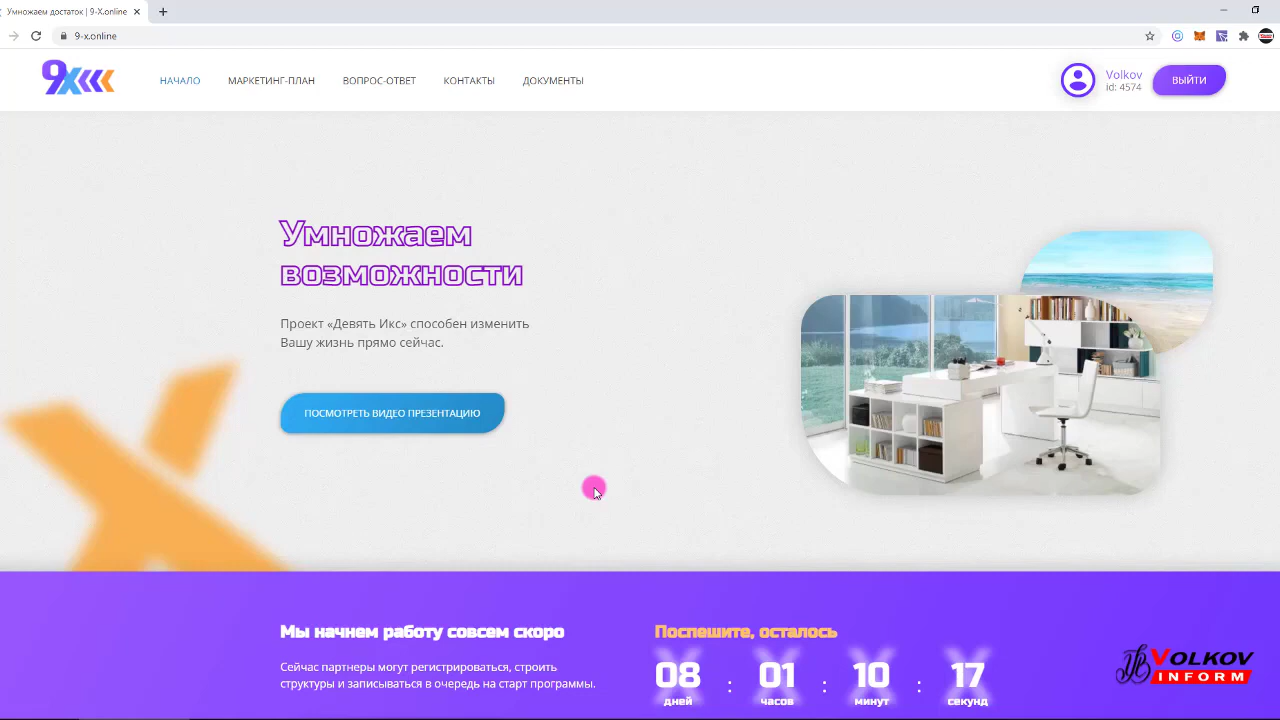 Умножаем достаток | 9-X.online
9-x.online
9X
НАЧАЛО
МАРКЕТИНГ-ПЛАН
ВОПРОС-ОТВЕТ
КОНТАКТЫ
ДОКУМЕНТЫ
Volkov
id: 4574
ВЫЙТИ
Умножаем
возможности
Проект «Девять Икс» способен изменить
Вашу жизнь прямо сейчас.
ПОСМОТРЕТЬ ВИДЕО ПРЕЗЕНТАЦИЮ
Мы начнем работу совсем скоро
Сейчас партнеры могут регистрироваться, строить
структуры и записываться в очередь на старт программы.
Поспешите, осталось
08 : 01 : 10 : 17
дней часов минут секунд
VOLKOV
INFORM